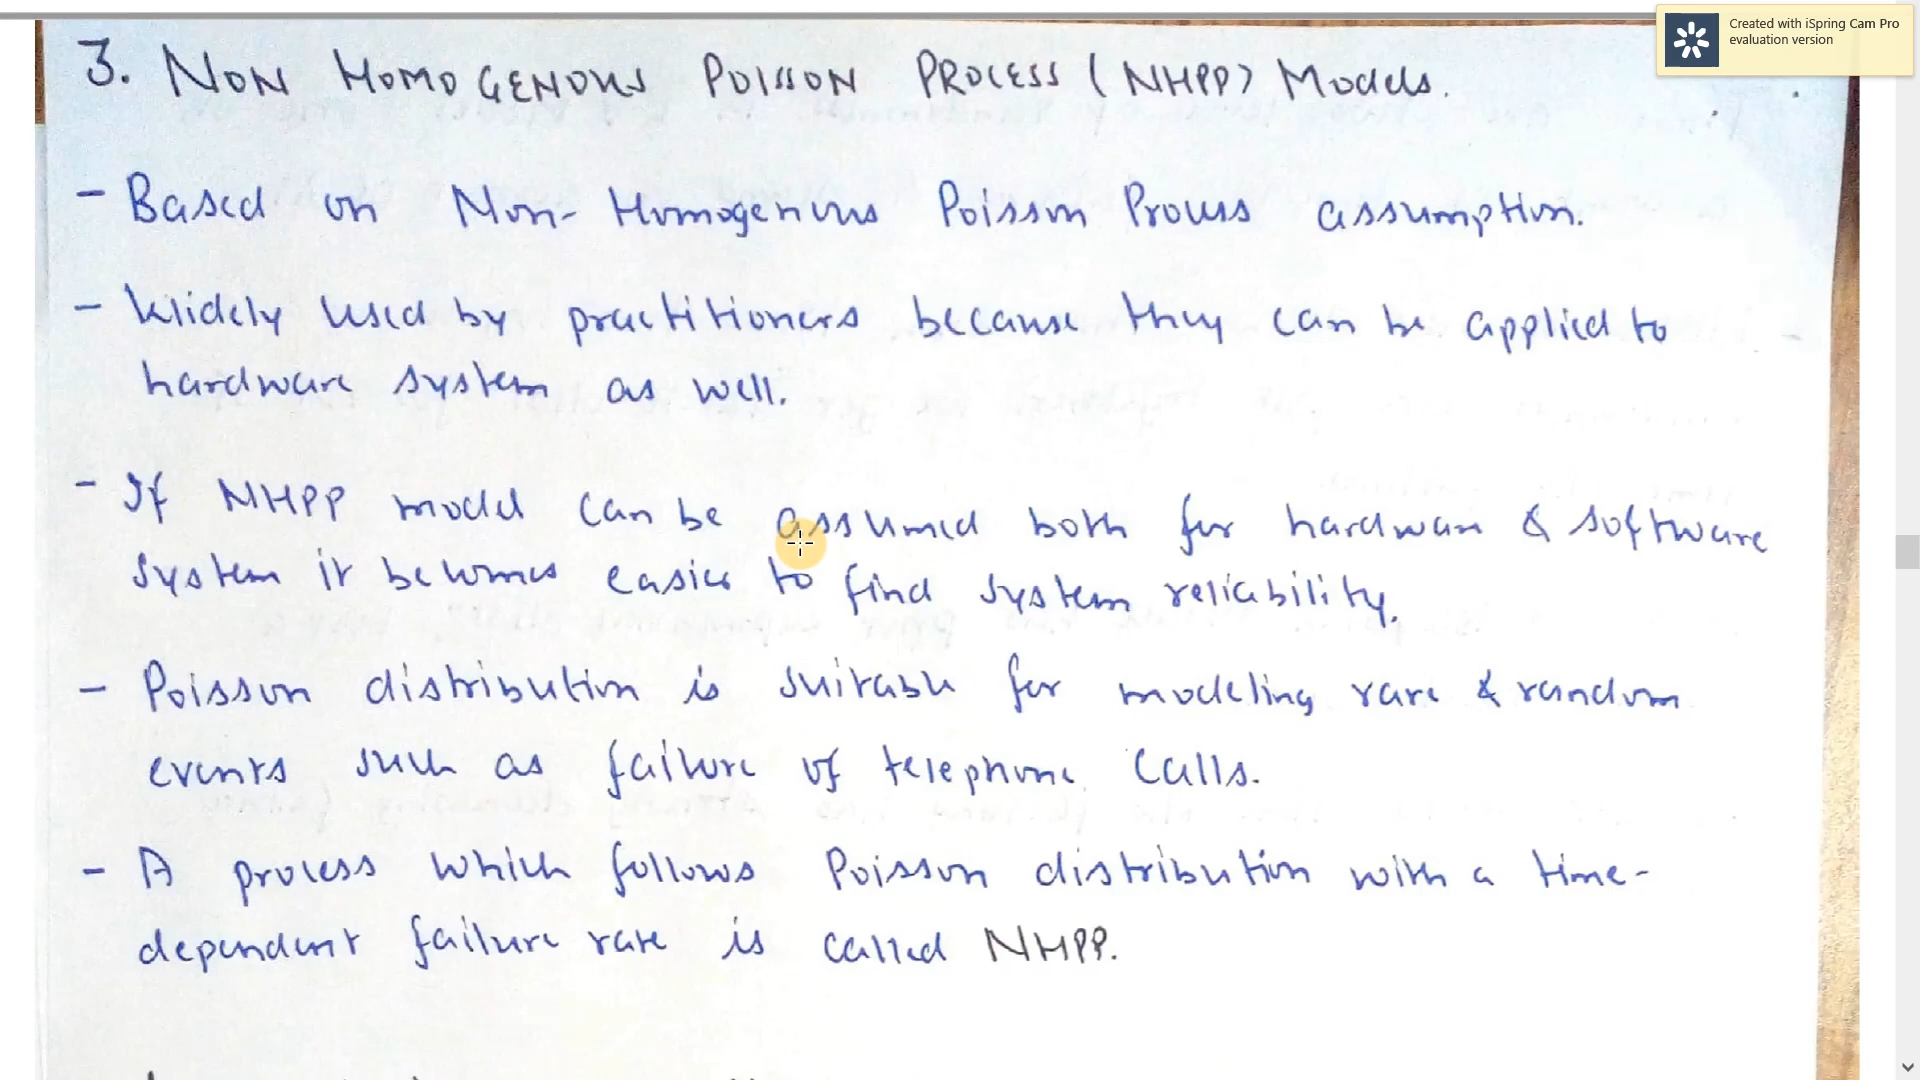 Created with iSpring Cam Pro
evaluation version
3. NON HOMOGENOUS POISSON PROCESS (NHPP) Models.
- Based on Non-Homogenous Poisson Process assumption.
- Widely used by practitioners because they can be applied to
hardware system as well.
- If NHPP model can be assumed both for hardware & software
system it becomes easier to find system reliability.
- Poisson distribution is suitable for modeling rare & random
events such as failure of telephone calls.
- A process which follows Poisson distribution with a time-
dependent failure rate is called NHPP.